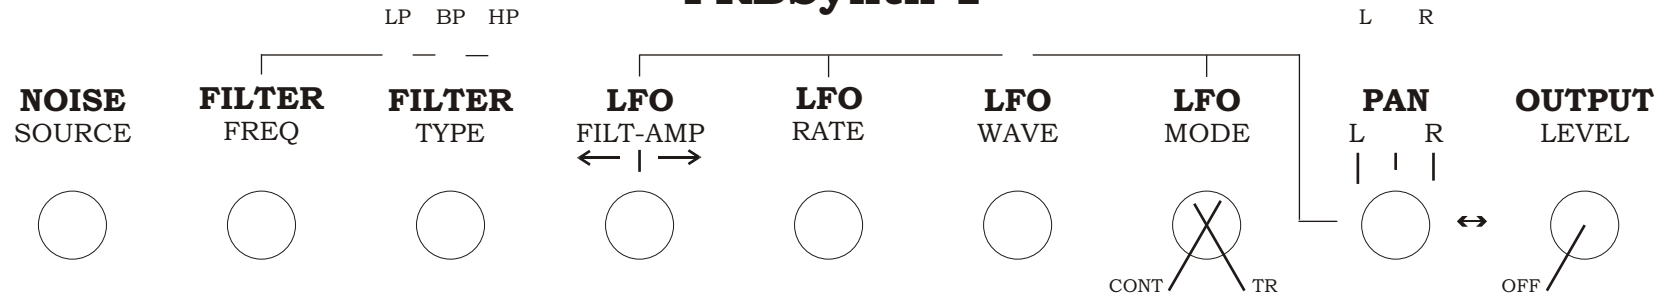 LP BP HP
L R
NOISE FILTER FILTER LFO LFO LFO LFO PAN OUTPUT
SOURCE FREQ TYPE FILT-AMP RATE WAVE MODE L R LEVEL
CONT TR OFF